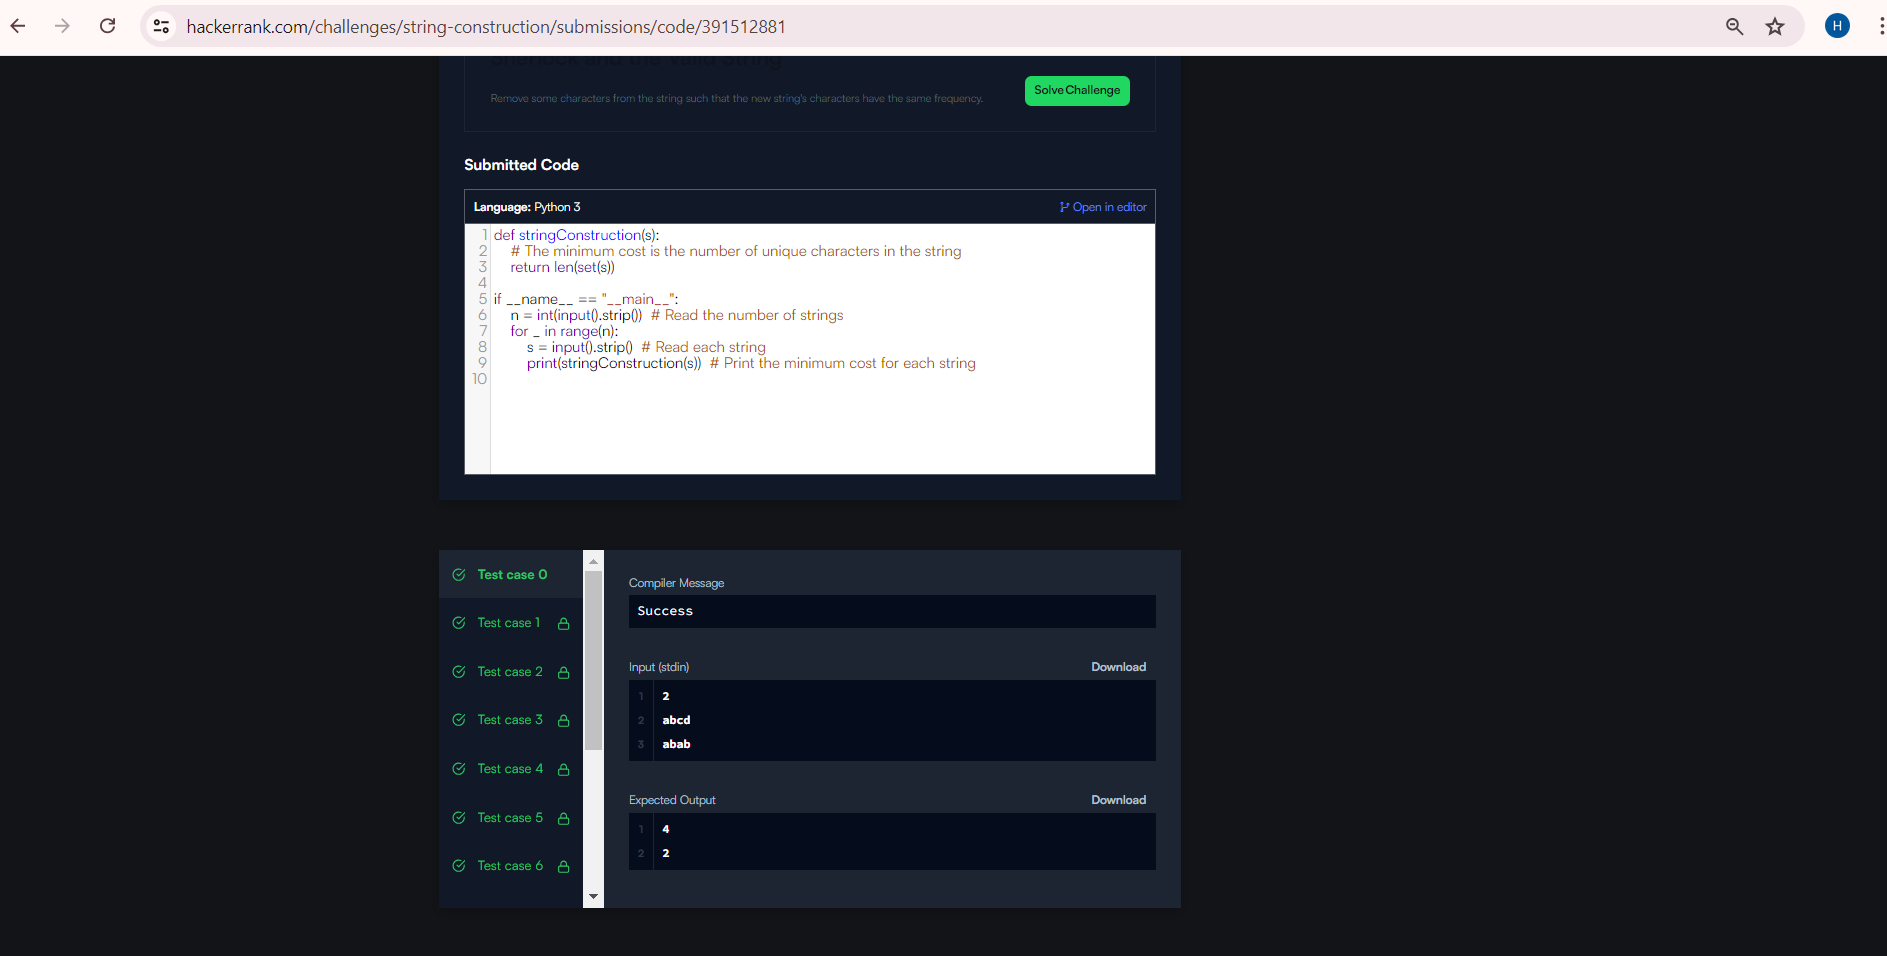 hackerrank.com/challenges/string-construction/submissions/code/391512881
H
Sherlock and the Valid String
Remove some characters from the string such that the new string's characters have the same frequency.
Solve Challenge
Submitted Code
Language: Python 3
Open in editor
1 def stringConstruction(s):
2     # The minimum cost is the number of unique characters in the string
3     return len(set(s))
4
5 if __name__ == "__main__":
6     n = int(input().strip())  # Read the number of strings
7     for _ in range(n):
8         s = input().strip()  # Read each string
9         print(stringConstruction(s))  # Print the minimum cost for each string
10
Test case 0
Test case 1
Test case 2
Test case 3
Test case 4
Test case 5
Test case 6
Compiler Message
Success
Input (stdin)
Download
1 2
2 abcd
3 abab
Expected Output
Download
1 4
2 2